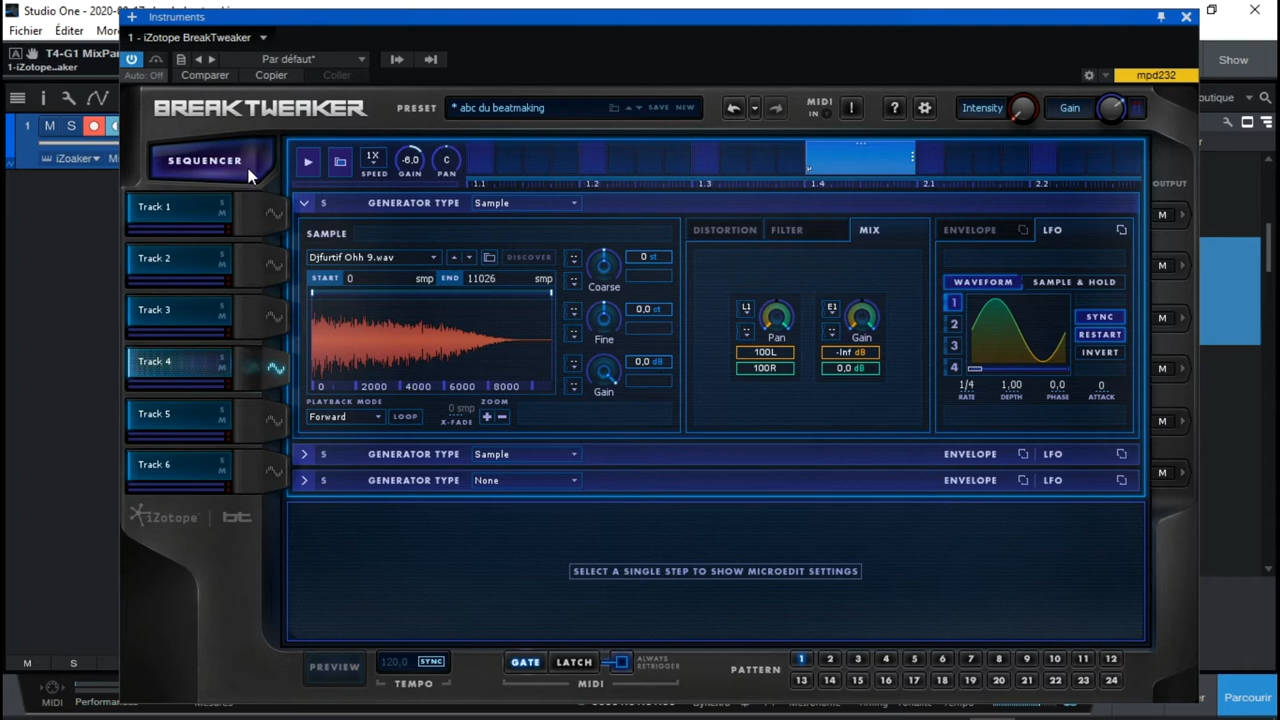 Studio One - 2020-0
Instruments
Fichier Éditer
1 - iZotope BreakTweaker
T4-G1 MixPa
1-iZotope..aker
Par défaut*
Show
Auto: Off Comparer Copier Coller
mpd232
BREAKTWEAKER
PRESET * abc du beatmaking SAVE NEW
MIDI IN ! ? Intensity Gain
1 M S
iZoaker
SEQUENCER
1X SPEED -6,0 GAIN C PAN
1.1 1.2 1.3 1.4 2.1 2.2
OUTPUT
S GENERATOR TYPE Sample
Track 1 S M
Track 2 S M
Track 3 S M
Track 4 S M
Track 5 S M
Track 6 S M
SAMPLE
Djfurtif Ohh 9.wav DISCOVER
START 0 smp END 11026 smp
0 st
Coarse
0,0 ct
Fine
0,0 dB
Gain
0 2000 4000 6000 8000
PLAYBACK MODE
Forward LOOP
0 smp
X-FADE
ZOOM
DISTORTION FILTER MIX
L1 Pan E1 Gain
100L -Inf dB
100R 0,0 dB
ENVELOPE LFO
WAVEFORM SAMPLE & HOLD
1
2
3
4
SYNC
RESTART
INVERT
1/4 1,00 0,0 0
RATE DEPTH PHASE ATTACK
M
M
M
M
M
M
S GENERATOR TYPE Sample ENVELOPE LFO
S GENERATOR TYPE None ENVELOPE LFO
iZotope bt
SELECT A SINGLE STEP TO SHOW MICROEDIT SETTINGS
PREVIEW
120,0 SYNC
TEMPO
GATE LATCH
MIDI
ALWAYS
RETRIGGER
PATTERN
1 2 3 4 5 6 7 8 9 10 11 12
13 14 15 16 17 18 19 20 21 22 23 24
M S
MIDI
Parcourir